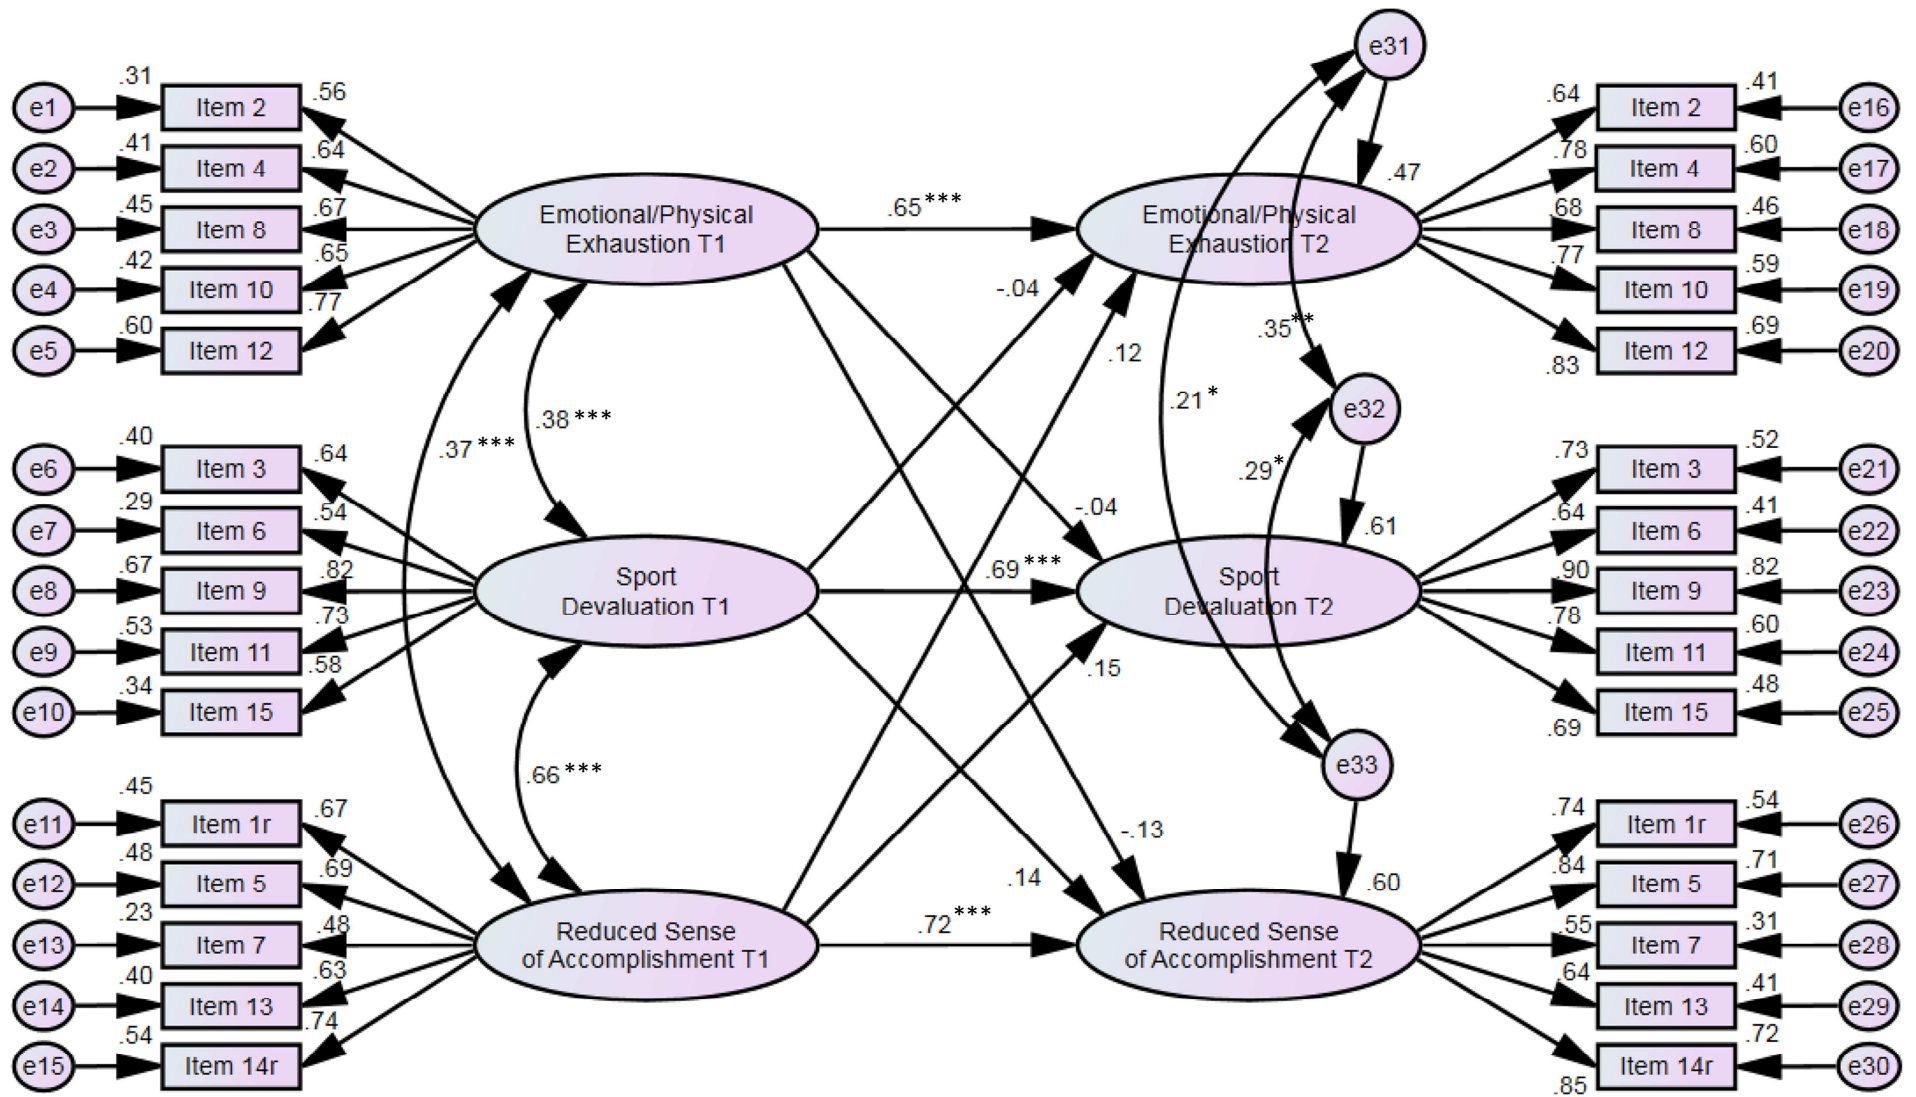 e31
.31
e1
Item 2
.56
.64
Item 2
.41
e16
.41
e2
Item 4
.64
.78
Item 4
.60
e17
.47
.45
e3
Item 8
.67
Emotional/Physical
Exhaustion T1
.65***
Emotional/Physical
Exhaustion T2
.68
Item 8
.46
e18
.42
e4
Item 10
.65
-.04
.77
Item 10
.59
e19
.60
e5
Item 12
.77
.12
.35**
.83
Item 12
.69
e20
.37***
.38***
.21*
e32
.29*
.40
e6
Item 3
.64
.73
Item 3
.52
e21
.29
e7
Item 6
.54
-.04
.61
.64
Item 6
.41
e22
.67
e8
Item 9
.82
Sport
Devaluation T1
.69***
Sport
Devaluation T2
.90
Item 9
.82
e23
.53
e9
Item 11
.73
.15
.78
Item 11
.60
e24
.34
e10
Item 15
.58
.69
Item 15
.48
e25
.66***
e33
.45
e11
Item 1r
.67
-.13
.74
Item 1r
.54
e26
.48
e12
Item 5
.69
.14
.60
.84
Item 5
.71
e27
.23
e13
Item 7
.48
Reduced Sense
of Accomplishment T1
.72***
Reduced Sense
of Accomplishment T2
.55
Item 7
.31
e28
.40
e14
Item 13
.63
.64
Item 13
.41
e29
.54
e15
Item 14r
.74
.85
Item 14r
.72
e30